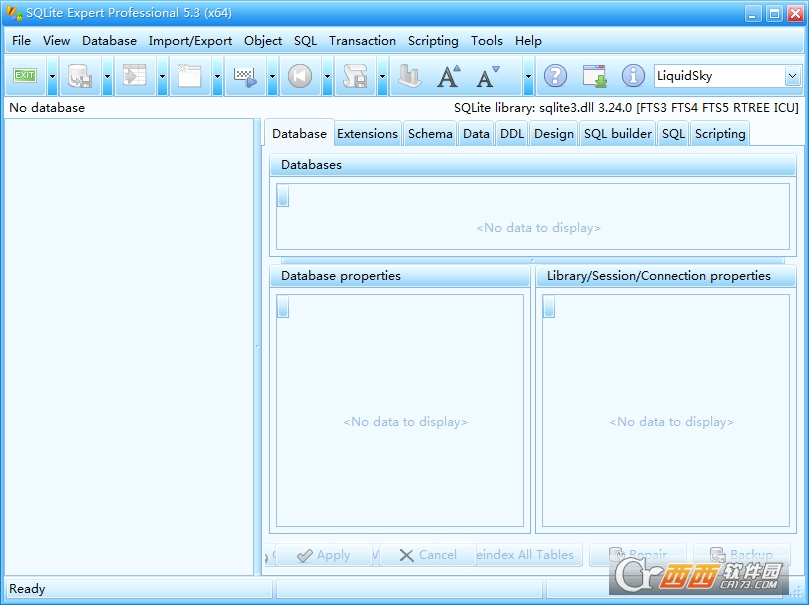 SQLite Expert Professional 5.3 (x64)
File View Database Import/Export Object SQL Transaction Scripting Tools Help
EXIT LiquidSky
No database SQLite library: sqlite3.dll 3.24.0 [FTS3 FTS4 FTS5 RTREE ICU]
Database Extensions Schema Data DDL Design SQL builder SQL Scripting
Databases
<No data to display>
Database properties Library/Session/Connection properties
<No data to display> <No data to display>
Apply Cancel eindex All Tables Repair Backup
西西软件园
CR173.COM
Ready